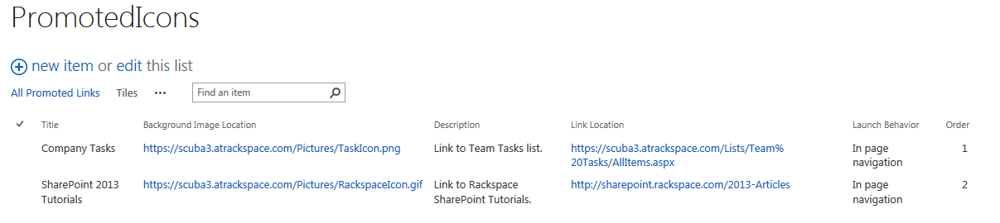 PromotedIcons
new item or edit this list
All Promoted Links Tiles ••• Find an item
Title Background Image Location Description Link Location Launch Behavior Order
Company Tasks https://scuba3.atrackspace.com/Pictures/TaskIcon.png Link to Team Tasks list. https://scuba3.atrackspace.com/Lists/Team% In page 1
20Tasks/AllItems.aspx navigation
SharePoint 2013 https://scuba3.atrackspace.com/Pictures/RackspaceIcon.gif Link to Rackspace http://sharepoint.rackspace.com/2013-Articles In page 2
Tutorials SharePoint Tutorials. navigation